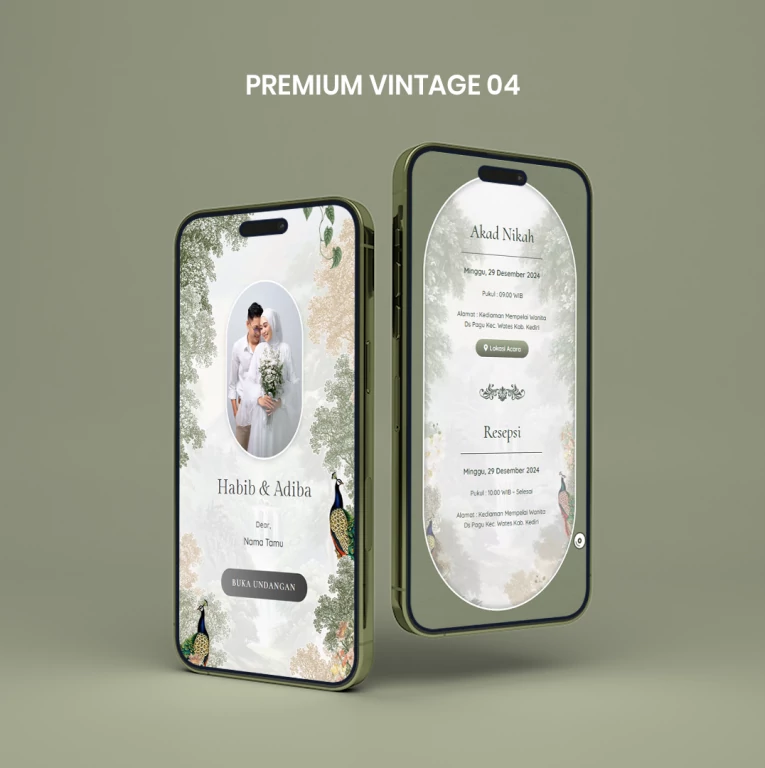 PREMIUM VINTAGE 04
Habib & Adiba
Dear,
Nama Tamu
BUKA UNDANGAN
Akad Nikah
Minggu, 29 Desember 2024
Pukul : 09.00 WIB
Alamat : Kediaman Mempelai Wanita
Ds Pagu Kec. Wates Kab. Kediri
Lokasi Acara
Resepsi
Minggu, 29 Desember 2024
Pukul : 10.00 WIB - Selesai
Alamat : Kediaman Mempelai Wanita
Ds Pagu Kec. Wates Kab. Kediri